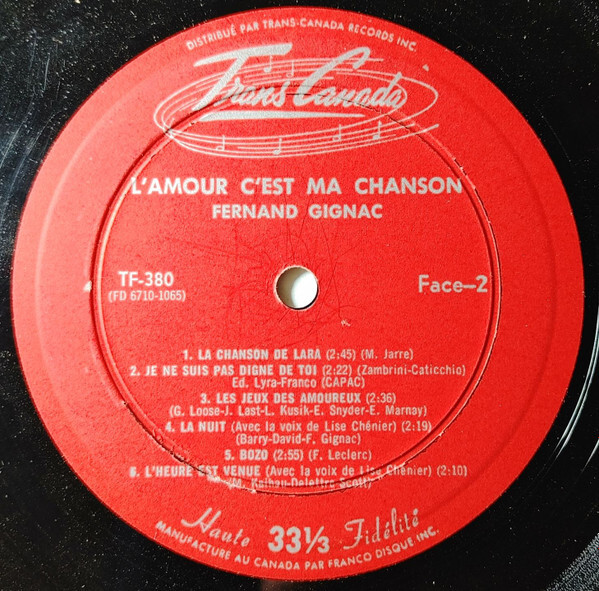 DISTRIBUÉ PAR TRANS-CANADA RECORDS INC.
Trans Canada
L'AMOUR C'EST MA CHANSON
FERNAND GIGNAC
TF-380
(FD 6710-1065)
Face—2
1. LA CHANSON DE LARA (2:45) (M. Jarre)
2. JE NE SUIS PAS DIGNE DE TOI (2:22) (Zambrini-Caticchio)
Ed. Lyra-Franco (CAPAC)
3. LES JEUX DES AMOUREUX (2:36)
(G. Loose-J. Last-L. Kusik-E. Snyder-E. Marnay)
4. LA NUIT (Avec la voix de Lise Chénier) (2:19)
(Barry-David-F. Gignac)
5. BOZO (2:55) (F. Leclerc)
6. L'HEURE EST VENUE (Avec la voix de Lise Chénier) (2:10)
(M. Kaihau-Delettre Scott)
Haute 33⅓ Fidélité
MANUFACTURÉ AU CANADA PAR FRANCO DISQUE INC.